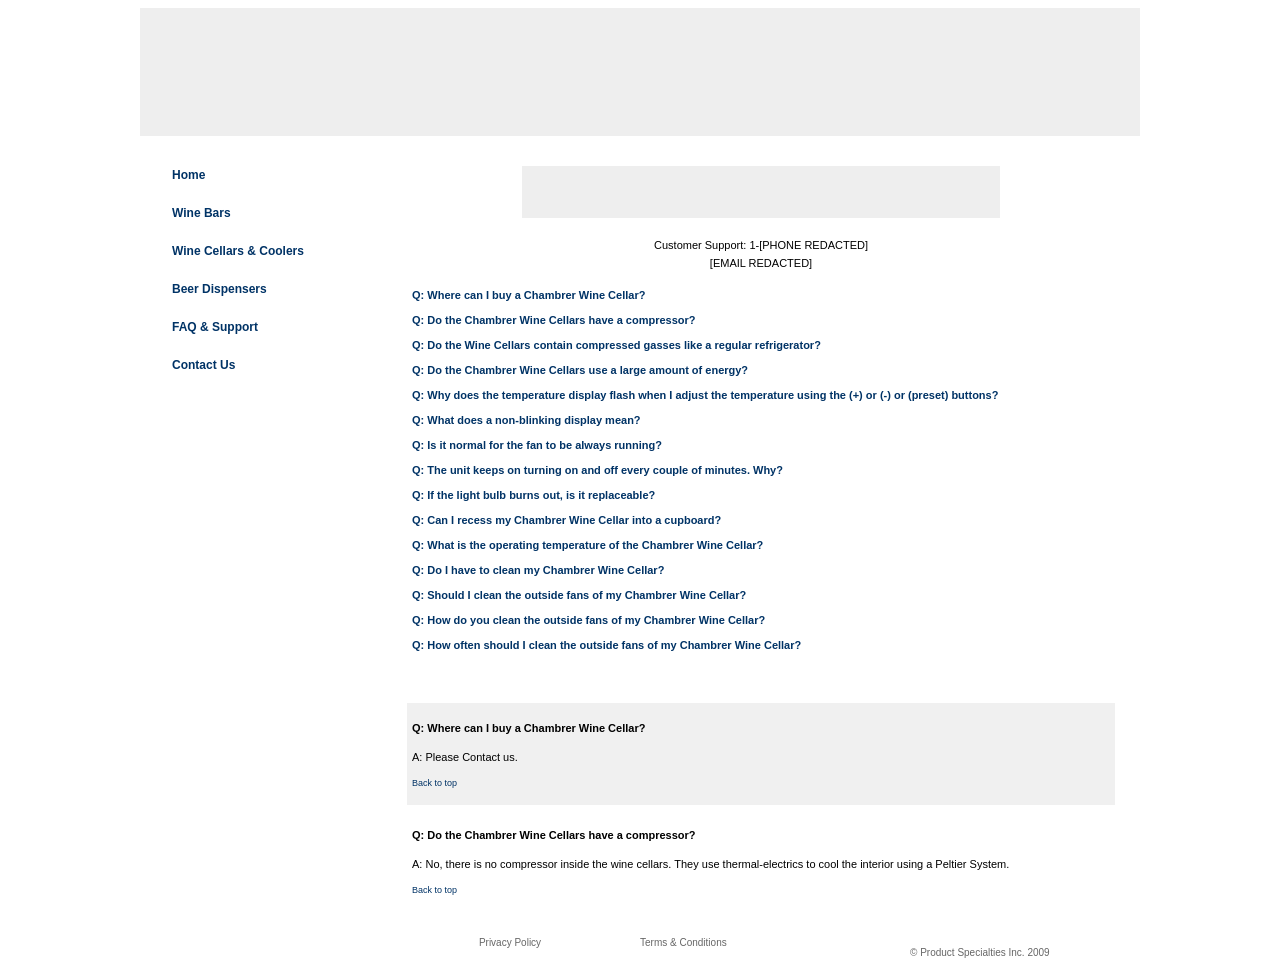 Home
Wine Bars
Wine Cellars & Coolers
Beer Dispensers
FAQ & Support
Contact Us
Customer Support: 1-[PHONE REDACTED]
[EMAIL REDACTED]
Q: Where can I buy a Chambrer Wine Cellar?
Q: Do the Chambrer Wine Cellars have a compressor?
Q: Do the Wine Cellars contain compressed gasses like a regular refrigerator?
Q: Do the Chambrer Wine Cellars use a large amount of energy?
Q: Why does the temperature display flash when I adjust the temperature using the (+) or (-) or (preset) buttons?
Q: What does a non-blinking display mean?
Q: Is it normal for the fan to be always running?
Q: The unit keeps on turning on and off every couple of minutes. Why?
Q: If the light bulb burns out, is it replaceable?
Q: Can I recess my Chambrer Wine Cellar into a cupboard?
Q: What is the operating temperature of the Chambrer Wine Cellar?
Q: Do I have to clean my Chambrer Wine Cellar?
Q: Should I clean the outside fans of my Chambrer Wine Cellar?
Q: How do you clean the outside fans of my Chambrer Wine Cellar?
Q: How often should I clean the outside fans of my Chambrer Wine Cellar?
Q: Where can I buy a Chambrer Wine Cellar?
A: Please Contact us.
Back to top
Q: Do the Chambrer Wine Cellars have a compressor?
A: No, there is no compressor inside the wine cellars. They use thermal-electrics to cool the interior using a Peltier System.
Back to top
Privacy Policy
Terms & Conditions
© Product Specialties Inc. 2009